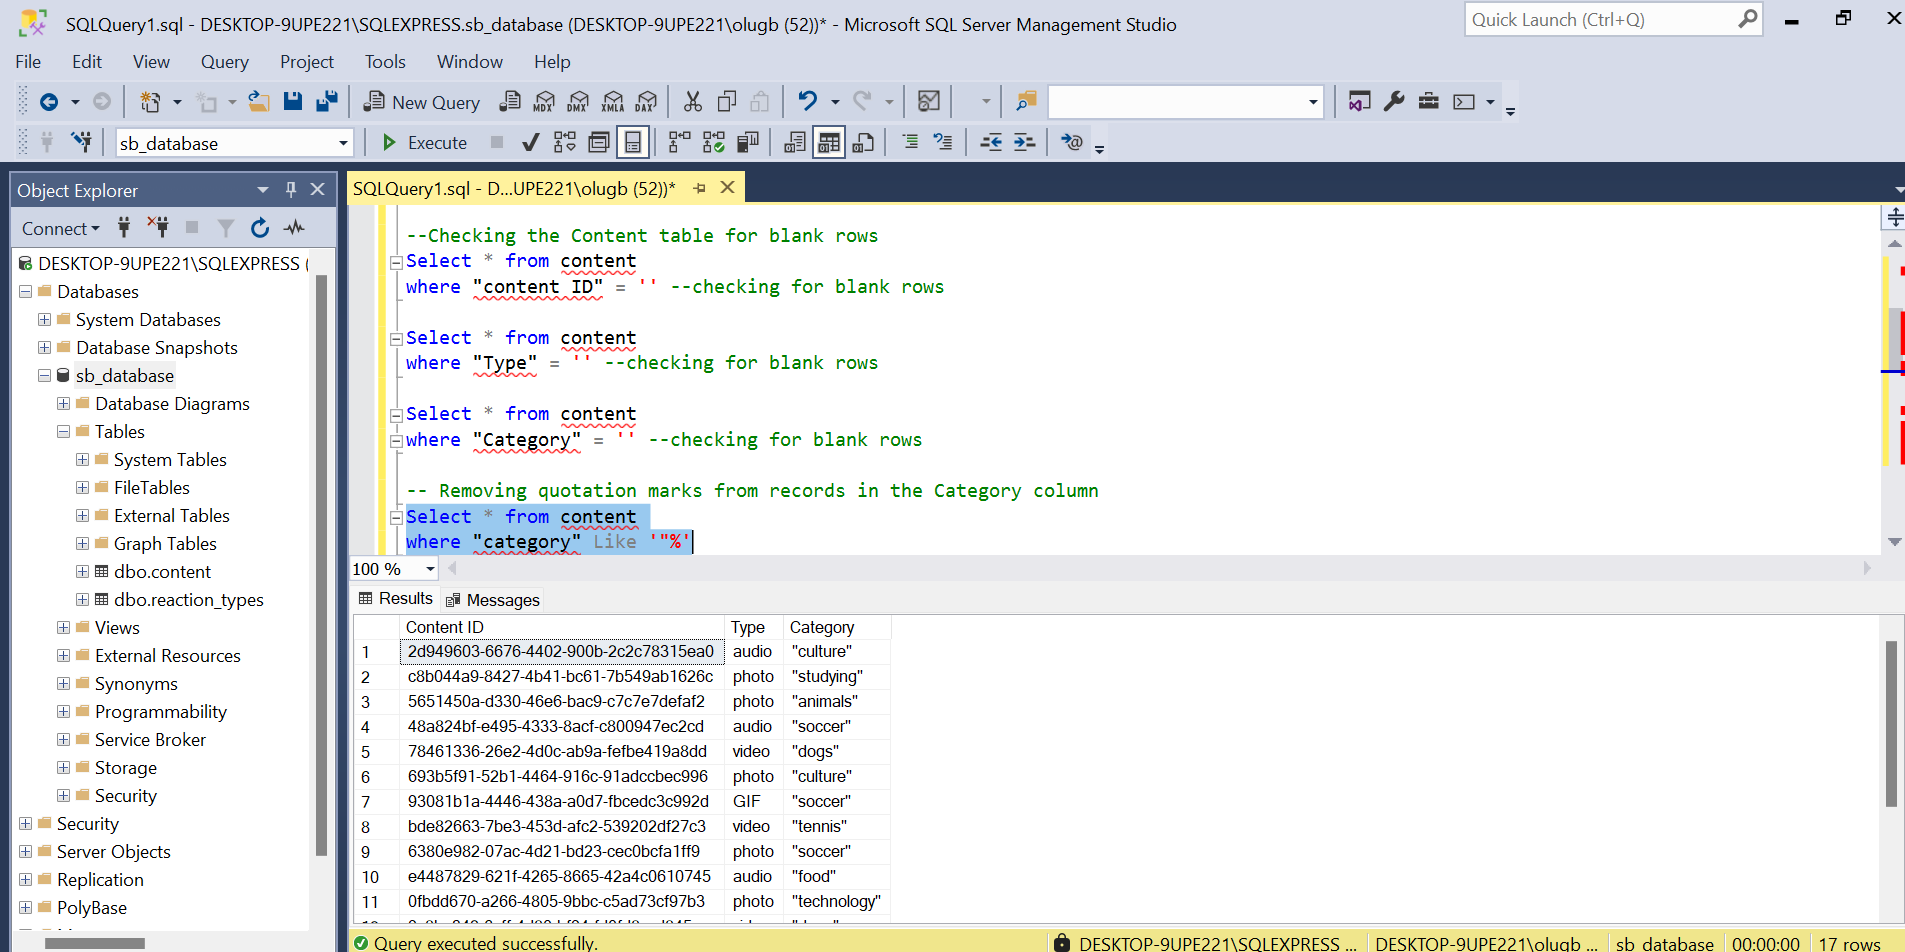 SQLQuery1.sql - DESKTOP-9UPE221\SQLEXPRESS.sb_database (DESKTOP-9UPE221\olugb (52))* - Microsoft SQL Server Management Studio
Quick Launch (Ctrl+Q)
File Edit View Query Project Tools Window Help
New Query MDX DMX XMLA DAX
sb_database Execute
Object Explorer
Connect
DESKTOP-9UPE221\SQLEXPRESS (
Databases
System Databases
Database Snapshots
sb_database
Database Diagrams
Tables
System Tables
FileTables
External Tables
Graph Tables
dbo.content
dbo.reaction_types
Views
External Resources
Synonyms
Programmability
Service Broker
Storage
Security
Security
Server Objects
Replication
PolyBase
SQLQuery1.sql - D...UPE221\olugb (52))*
--Checking the Content table for blank rows
Select * from content
where "content ID" = '' --checking for blank rows
Select * from content
where "Type" = '' --checking for blank rows
Select * from content
where "Category" = '' --checking for blank rows
-- Removing quotation marks from records in the Category column
Select * from content
where "category" Like '"%'
100 %
Results Messages
Content ID Type Category
1 2d949603-6676-4402-900b-2c2c78315ea0 audio "culture"
2 c8b044a9-8427-4b41-bc61-7b549ab1626c photo "studying"
3 5651450a-d330-46e6-bac9-c7c7e7defaf2 photo "animals"
4 48a824bf-e495-4333-8acf-c800947ec2cd audio "soccer"
5 78461336-26e2-4d0c-ab9a-fefbe419a8dd video "dogs"
6 693b5f91-52b1-4464-916c-91adccbec996 photo "culture"
7 93081b1a-4446-438a-a0d7-fbcedc3c992d GIF "soccer"
8 bde82663-7be3-453d-afc2-539202df27c3 video "tennis"
9 6380e982-07ac-4d21-bd23-cec0bcfa1ff9 photo "soccer"
10 e4487829-621f-4265-8665-42a4c0610745 audio "food"
11 0fbdd670-a266-4805-9bbc-c5ad73cf97b3 photo "technology"
Query executed successfully. DESKTOP-9UPE221\SQLEXPRESS ... DESKTOP-9UPE221\olugb ... sb_database 00:00:00 17 rows